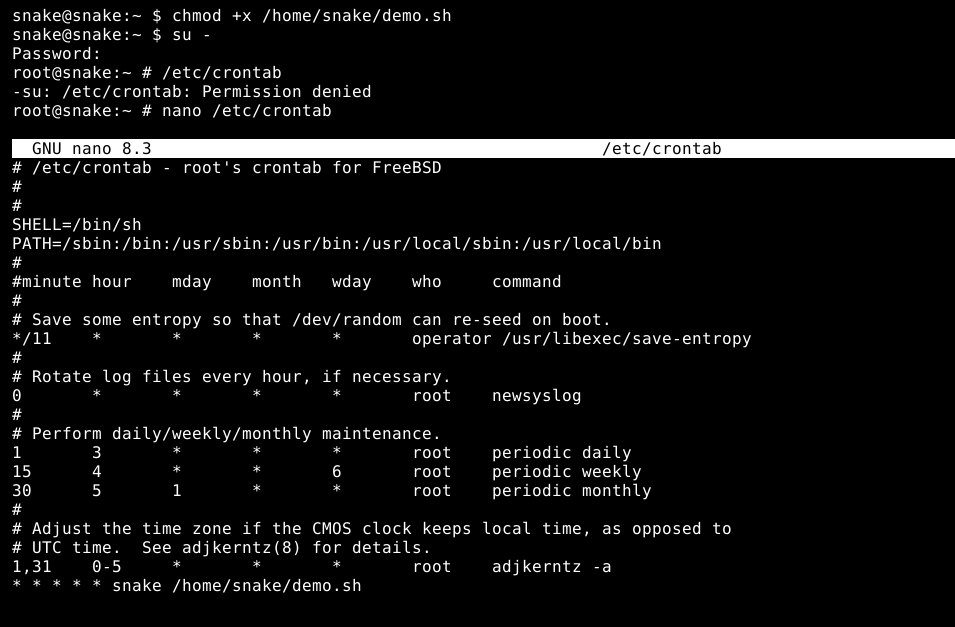 snake@snake:~ $ chmod +x /home/snake/demo.sh
snake@snake:~ $ su -
Password:
root@snake:~ # /etc/crontab
-su: /etc/crontab: Permission denied
root@snake:~ # nano /etc/crontab
GNU nano 8.3 /etc/crontab
# /etc/crontab - root's crontab for FreeBSD
#
#
SHELL=/bin/sh
PATH=/sbin:/bin:/usr/sbin:/usr/bin:/usr/local/sbin:/usr/local/bin
#
#minute hour mday month wday who command
#
# Save some entropy so that /dev/random can re-seed on boot.
*/11 * * * * operator /usr/libexec/save-entropy
#
# Rotate log files every hour, if necessary.
0 * * * * root newsyslog
#
# Perform daily/weekly/monthly maintenance.
1 3 * * * root periodic daily
15 4 * * 6 root periodic weekly
30 5 1 * * root periodic monthly
#
# Adjust the time zone if the CMOS clock keeps local time, as opposed to
# UTC time.  See adjkerntz(8) for details.
1,31 0-5 * * * root adjkerntz -a
* * * * * snake /home/snake/demo.sh